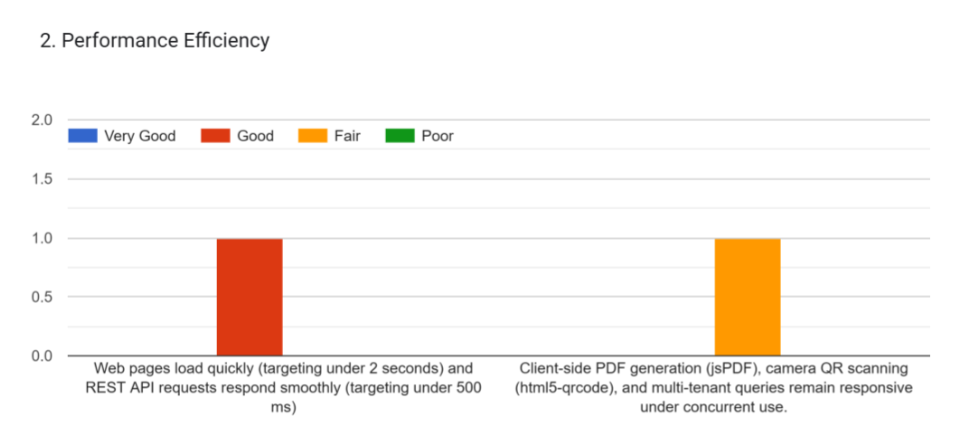 2. Performance Efficiency
2.0
Very Good
Good
Fair
Poor
1.5
1.0
0.5
0.0
Web pages load quickly (targeting under 2 seconds) and
REST API requests respond smoothly (targeting under 500
ms)
Client-side PDF generation (jsPDF), camera QR scanning
(html5-qrcode), and multi-tenant queries remain responsive
under concurrent use.